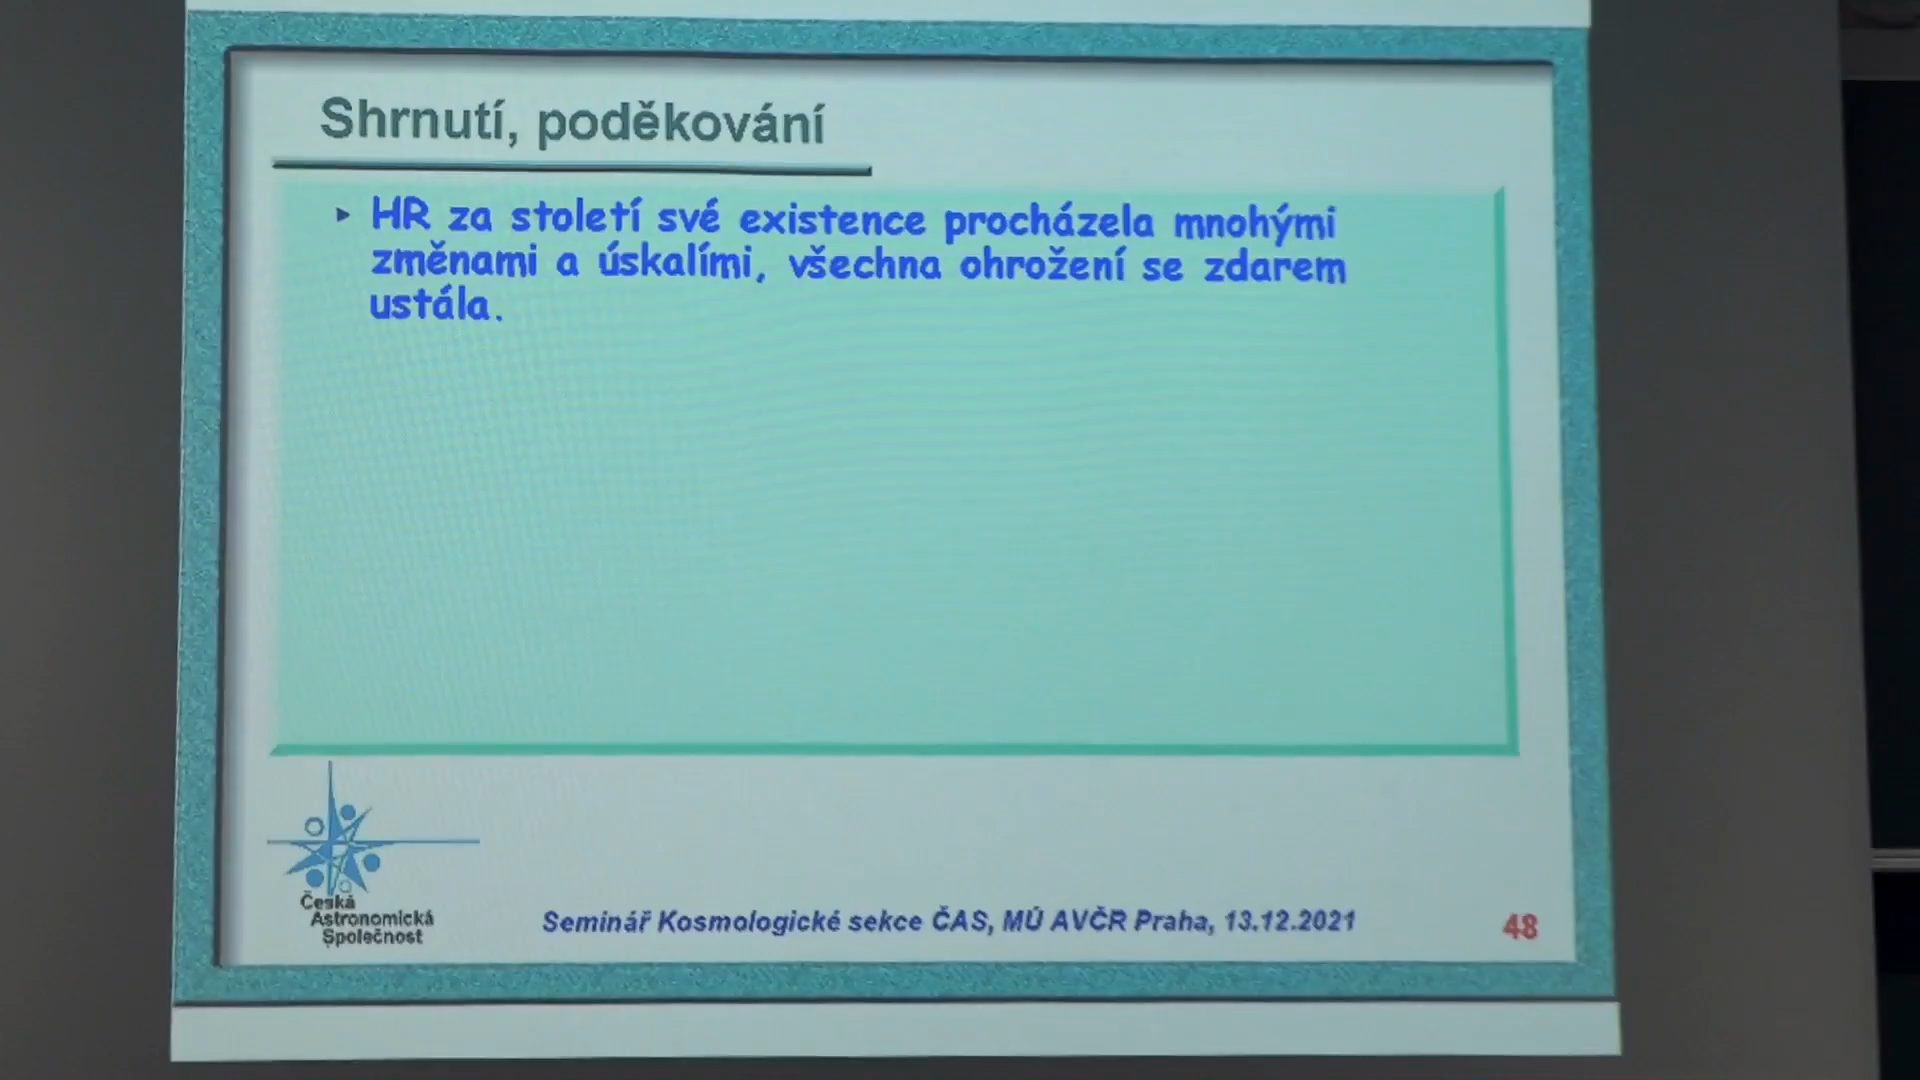 Shrnutí, poděkování
HR za století své existence procházela mnohými
změnami a úskalími, všechna ohrožení se zdarem
ustála.
Česká
Astronomická
Společnost
Seminář Kosmologické sekce ČAS, MÚ AVČR Praha, 13.12.2021
48